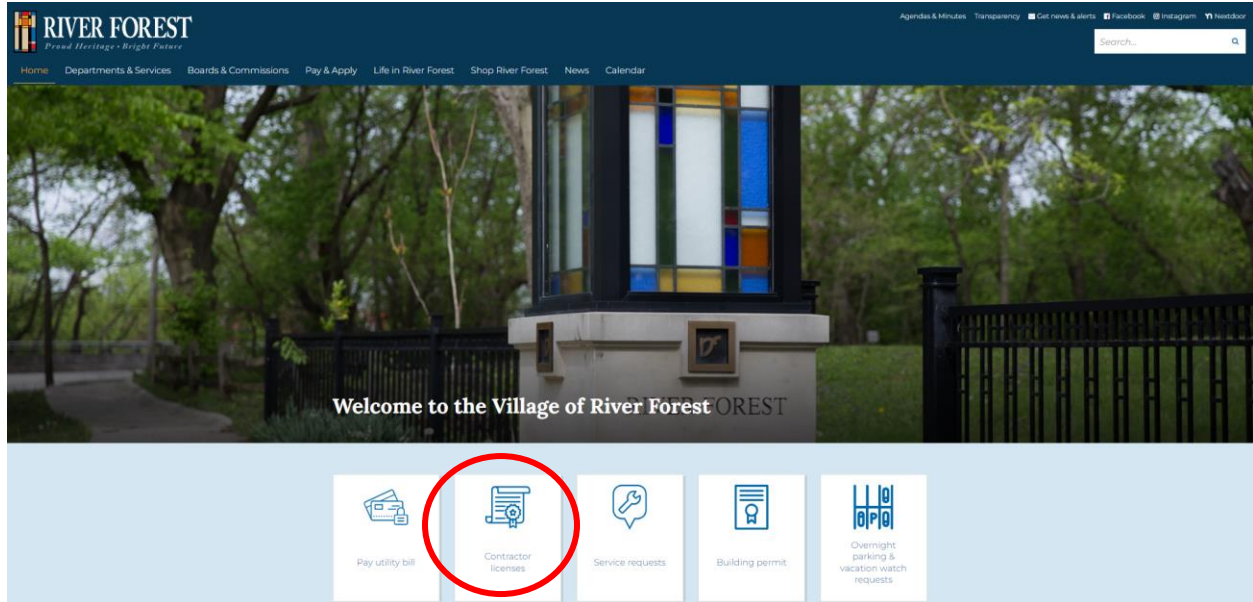 Agendas & Minutes Transparency Get news & alerts Facebook Instagram Nextdoor
RIVER FOREST
Proud Heritage • Bright Future
Search...
Home Departments & Services Boards & Commissions Pay & Apply Life in River Forest Shop River Forest News Calendar
Welcome to the Village of River Forest
RIVER FOREST
Pay utility bill
Contractor
licenses
Service requests
Building permit
Overnight
parking &
vacation watch
requests